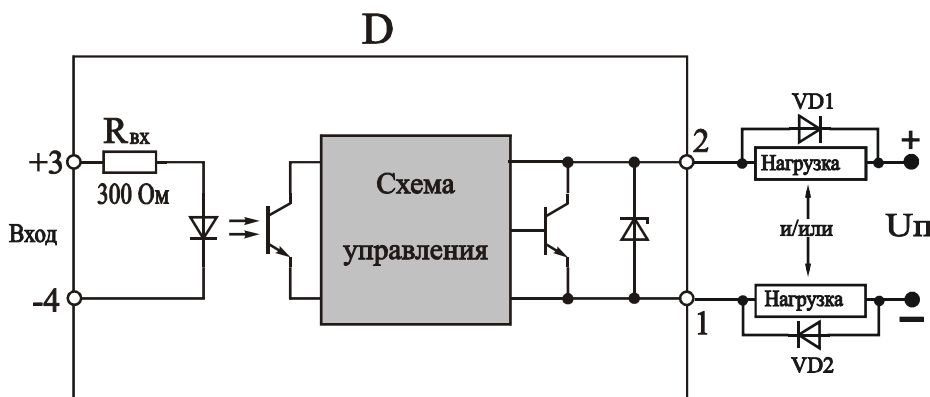 D
VD1
Rвх
+3
300 Ом
2
+
Нагрузка
Схема
управления
Вход
и/или
Uп
-4
1
Нагрузка
−
VD2